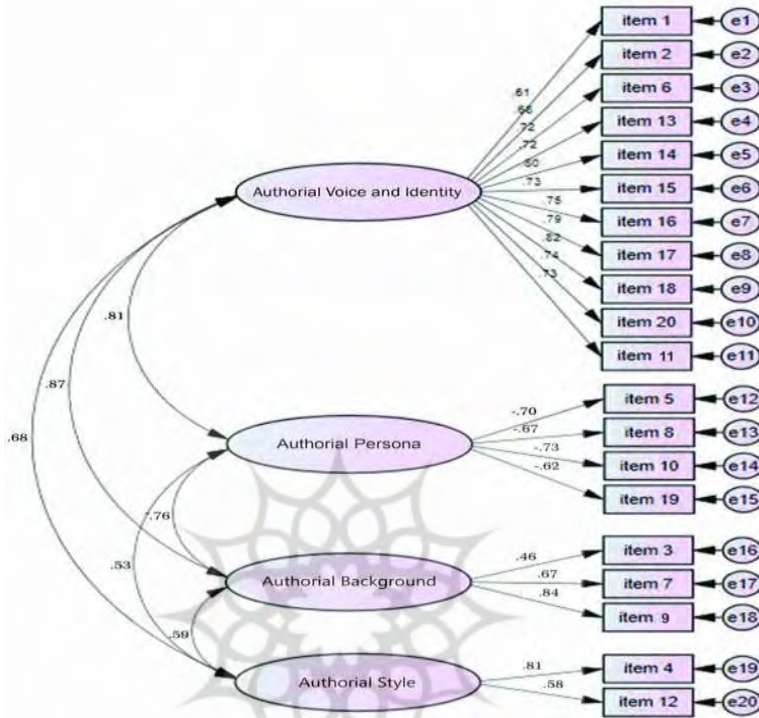 item 1 e1
item 2 e2
item 6 e3
item 13 e4
item 14 e5
item 15 e6
item 16 e7
item 17 e8
item 18 e9
item 20 e10
item 11 e11
.72
.72
.73
.75
.79
.82
.74
.73
Authorial Voice and Identity
.81
.87
.68
item 5 e12
item 8 e13
item 10 e14
item 19 e15
-.70
-.67
-.73
-.62
Authorial Persona
.53
item 3 e16
item 7 e17
item 9 e18
.46
.67
.84
Authorial Background
.59
item 4 e19
item 12 e20
.81
.58
Authorial Style